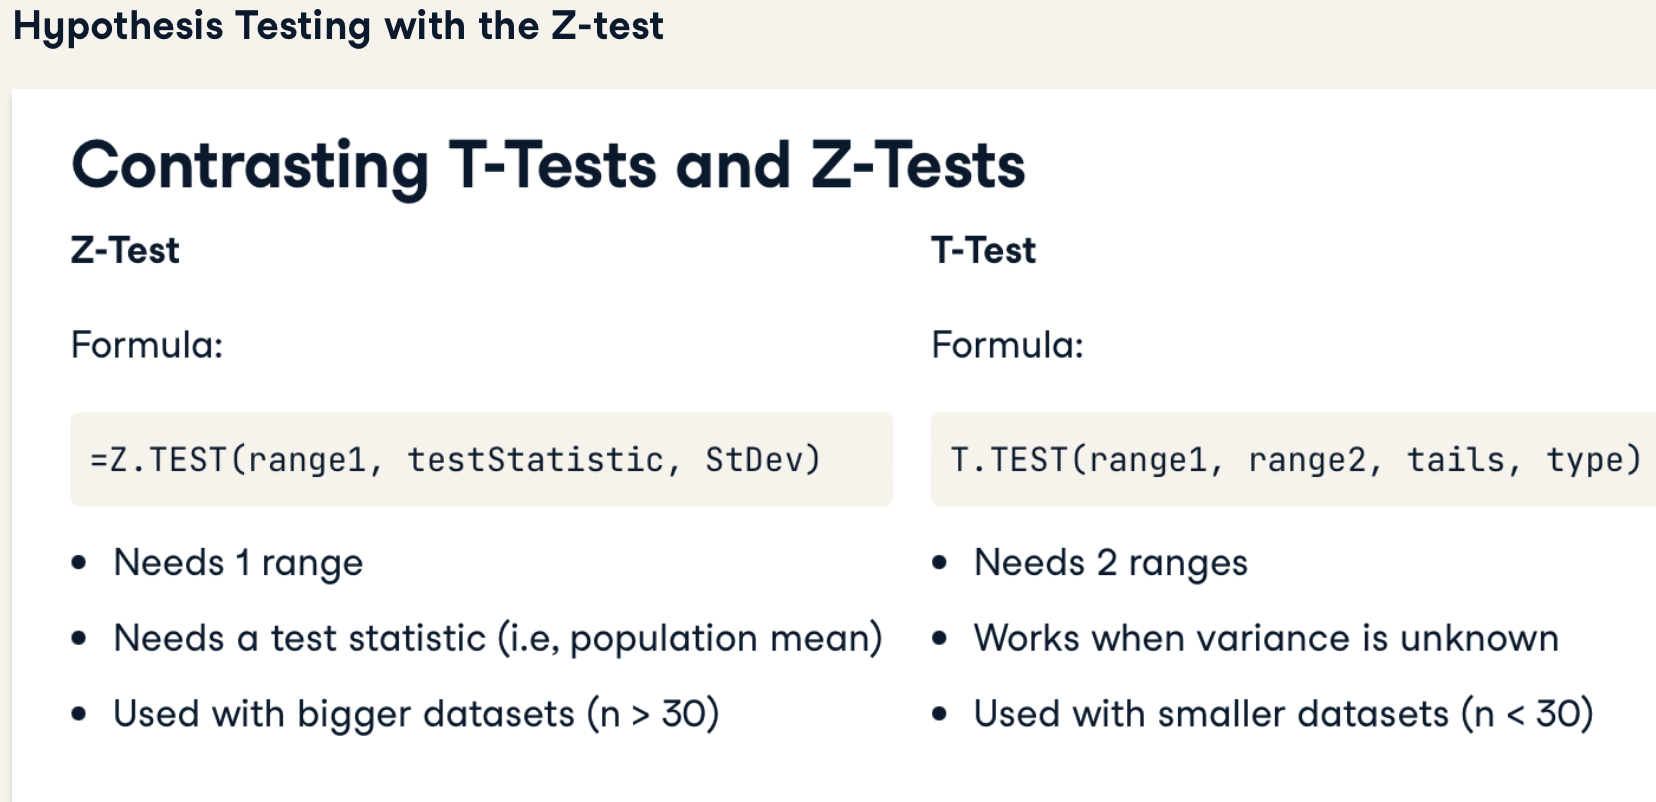 Hypothesis Testing with the Z-test
Contrasting T-Tests and Z-Tests
Z-Test
Formula:
=Z.TEST(range1, testStatistic, StDev)
• Needs 1 range
• Needs a test statistic (i.e, population mean)
• Used with bigger datasets (n > 30)
T-Test
Formula:
T.TEST(range1, range2, tails, type)
• Needs 2 ranges
• Works when variance is unknown
• Used with smaller datasets (n < 30)